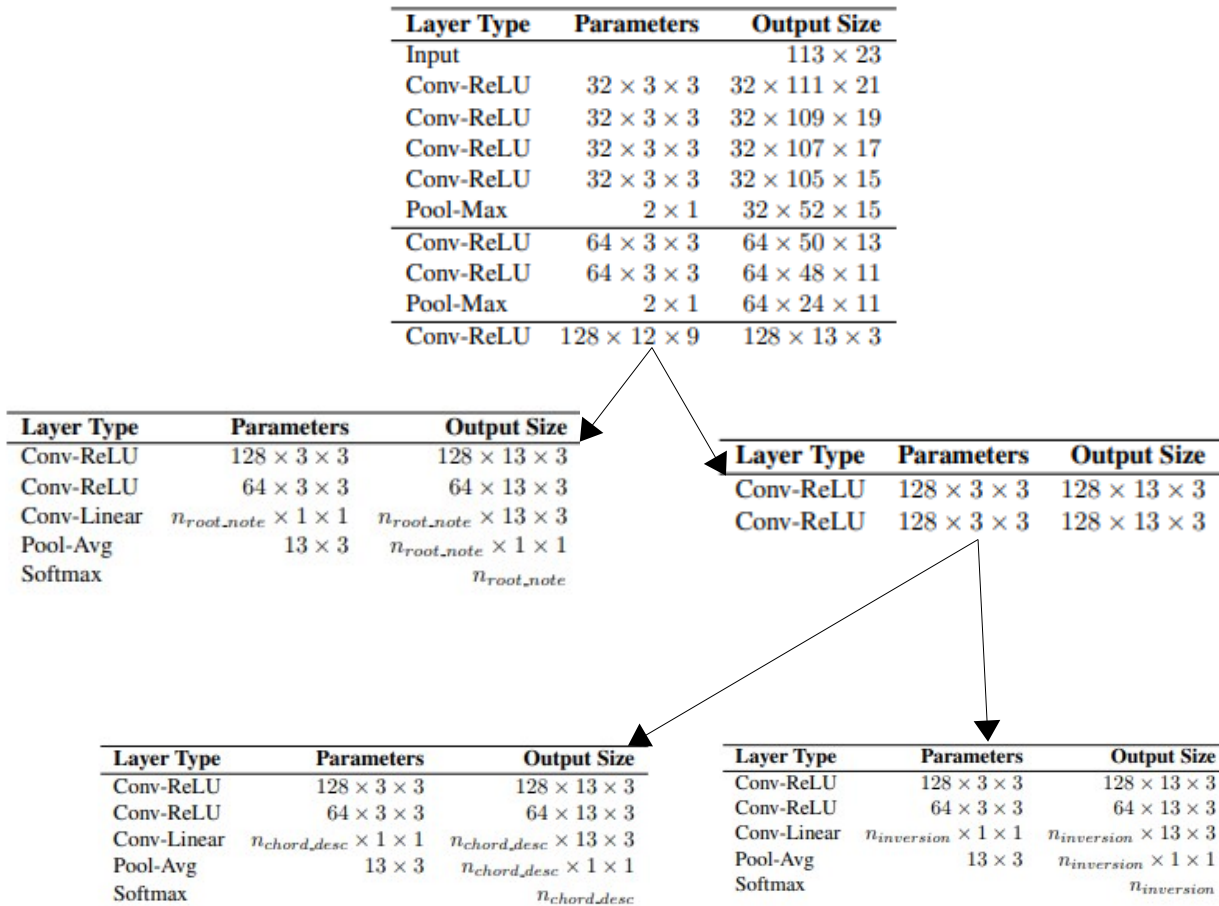 Layer Type Parameters Output Size
Input 113 × 23
Conv-ReLU 32 × 3 × 3 32 × 111 × 21
Conv-ReLU 32 × 3 × 3 32 × 109 × 19
Conv-ReLU 32 × 3 × 3 32 × 107 × 17
Conv-ReLU 32 × 3 × 3 32 × 105 × 15
Pool-Max 2 × 1 32 × 52 × 15
Conv-ReLU 64 × 3 × 3 64 × 50 × 13
Conv-ReLU 64 × 3 × 3 64 × 48 × 11
Pool-Max 2 × 1 64 × 24 × 11
Conv-ReLU 128 × 12 × 9 128 × 13 × 3
Layer Type Parameters Output Size
Conv-ReLU 128 × 3 × 3 128 × 13 × 3
Conv-ReLU 64 × 3 × 3 64 × 13 × 3
Conv-Linear n_root_note × 1 × 1 n_root_note × 13 × 3
Pool-Avg 13 × 3 n_root_note × 1 × 1
Softmax n_root_note
Layer Type Parameters Output Size
Conv-ReLU 128 × 3 × 3 128 × 13 × 3
Conv-ReLU 128 × 3 × 3 128 × 13 × 3
Layer Type Parameters Output Size
Conv-ReLU 128 × 3 × 3 128 × 13 × 3
Conv-ReLU 64 × 3 × 3 64 × 13 × 3
Conv-Linear n_chord_desc × 1 × 1 n_chord_desc × 13 × 3
Pool-Avg 13 × 3 n_chord_desc × 1 × 1
Softmax n_chord_desc
Layer Type Parameters Output Size
Conv-ReLU 128 × 3 × 3 128 × 13 × 3
Conv-ReLU 64 × 3 × 3 64 × 13 × 3
Conv-Linear n_inversion × 1 × 1 n_inversion × 13 × 3
Pool-Avg 13 × 3 n_inversion × 1 × 1
Softmax n_inversion